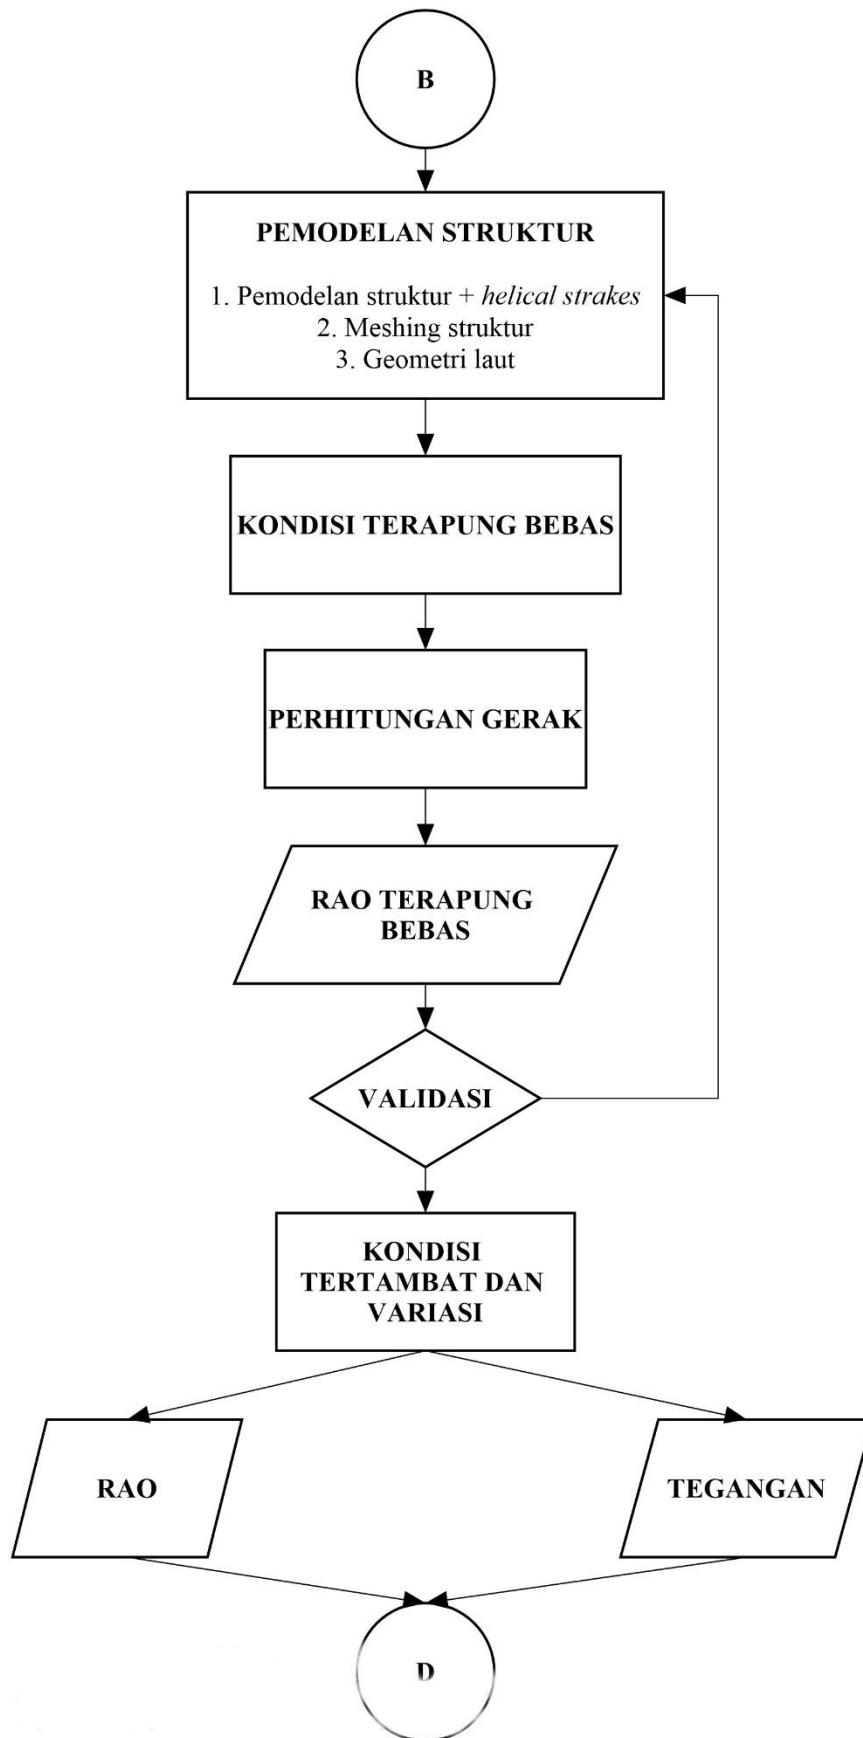 B
PEMODELAN STRUKTUR
1. Pemodelan struktur + helical strakes
2. Meshing struktur
3. Geometri laut
KONDISI TERAPUNG BEBAS
PERHITUNGAN GERAK
RAO TERAPUNG
BEBAS
VALIDASI
KONDISI
TERTAMBAT DAN
VARIASI
RAO
TEGANGAN
D